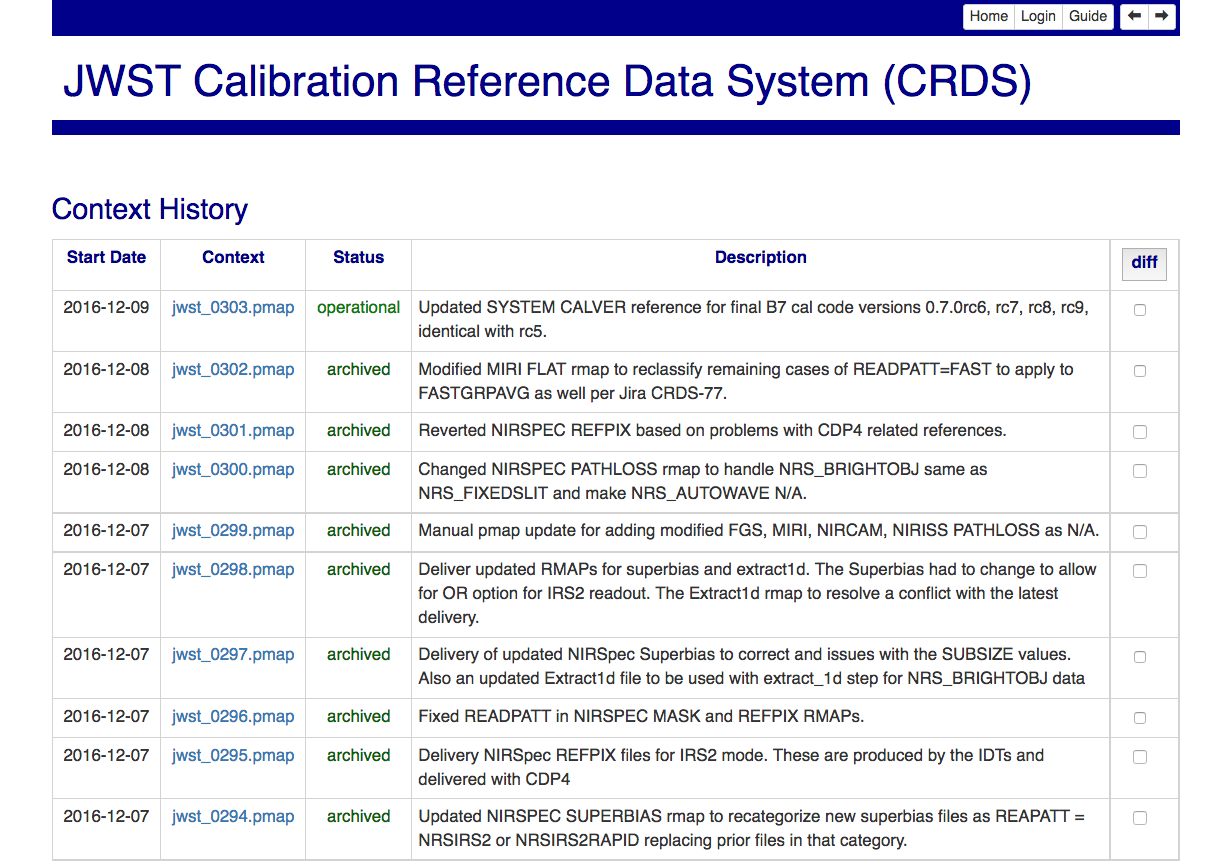 Home Login Guide
JWST Calibration Reference Data System (CRDS)
Context History
Start Date Context Status Description diff
2016-12-09 jwst_0303.pmap operational Updated SYSTEM CALVER reference for final B7 cal code versions 0.7.0rc6, rc7, rc8, rc9,
identical with rc5.
2016-12-08 jwst_0302.pmap archived Modified MIRI FLAT rmap to reclassify remaining cases of READPATT=FAST to apply to
FASTGRPAVG as well per Jira CRDS-77.
2016-12-08 jwst_0301.pmap archived Reverted NIRSPEC REFPIX based on problems with CDP4 related references.
2016-12-08 jwst_0300.pmap archived Changed NIRSPEC PATHLOSS rmap to handle NRS_BRIGHTOBJ same as
NRS_FIXEDSLIT and make NRS_AUTOWAVE N/A.
2016-12-07 jwst_0299.pmap archived Manual pmap update for adding modified FGS, MIRI, NIRCAM, NIRISS PATHLOSS as N/A.
2016-12-07 jwst_0298.pmap archived Deliver updated RMAPs for superbias and extract1d. The Superbias had to change to allow
for OR option for IRS2 readout. The Extract1d rmap to resolve a conflict with the latest
delivery.
2016-12-07 jwst_0297.pmap archived Delivery of updated NIRSpec Superbias to correct and issues with the SUBSIZE values.
Also an updated Extract1d file to be used with extract_1d step for NRS_BRIGHTOBJ data
2016-12-07 jwst_0296.pmap archived Fixed READPATT in NIRSPEC MASK and REFPIX RMAPs.
2016-12-07 jwst_0295.pmap archived Delivery NIRSpec REFPIX files for IRS2 mode. These are produced by the IDTs and
delivered with CDP4
2016-12-07 jwst_0294.pmap archived Updated NIRSPEC SUPERBIAS rmap to recategorize new superbias files as REAPATT =
NRSIRS2 or NRSIRS2RAPID replacing prior files in that category.